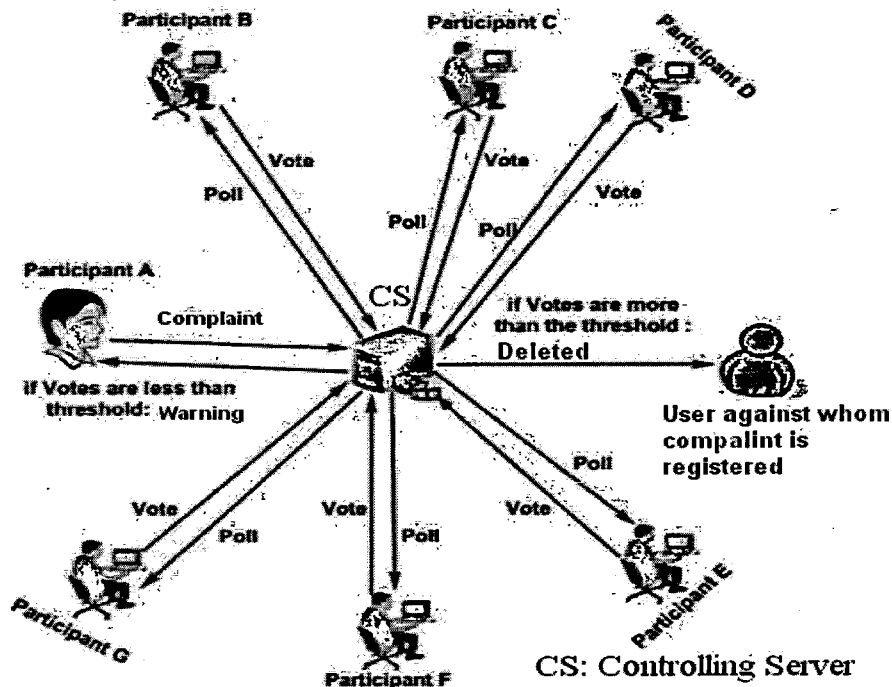 Participant B
Participant C
Participant D
Vote
Poll
Vote
Poll
Vote
Poll
Participant A
CS
Complaint
if Votes are more
than the threshold :
Deleted
if Votes are less than
threshold: Warning
User against whom
compalint is
registered
Poll
Vote
Vote
Poll
Vote
Poll
Participant G
Participant F
Participant E
CS: Controlling Server